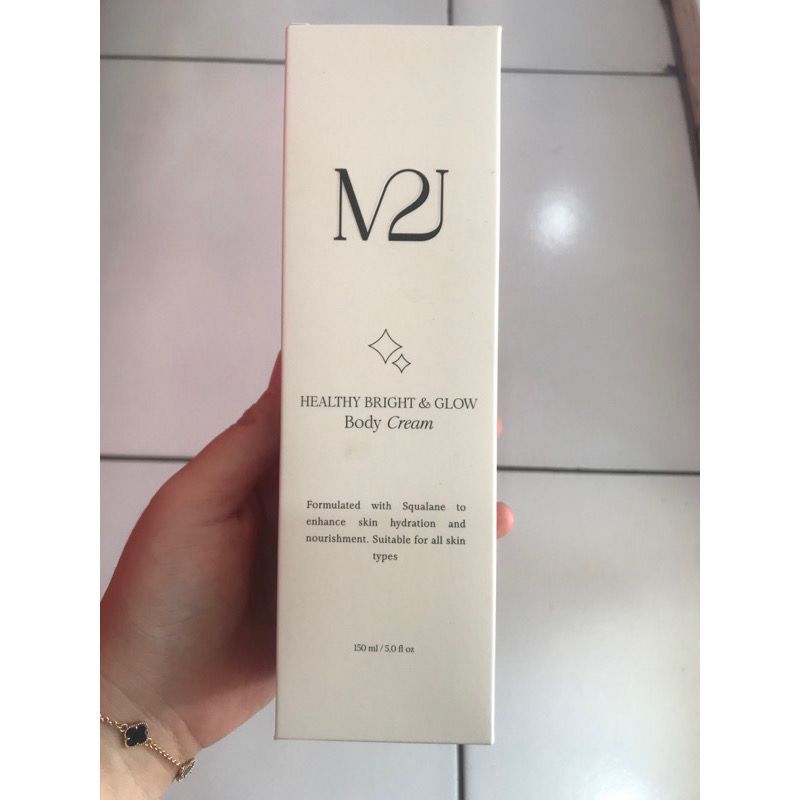 M2U
HEALTHY BRIGHT & GLOW
Body Cream
Formulated with Squalane to
enhance skin hydration and
nourishment. Suitable for all skin
types
150 ml / 5,0 fl oz